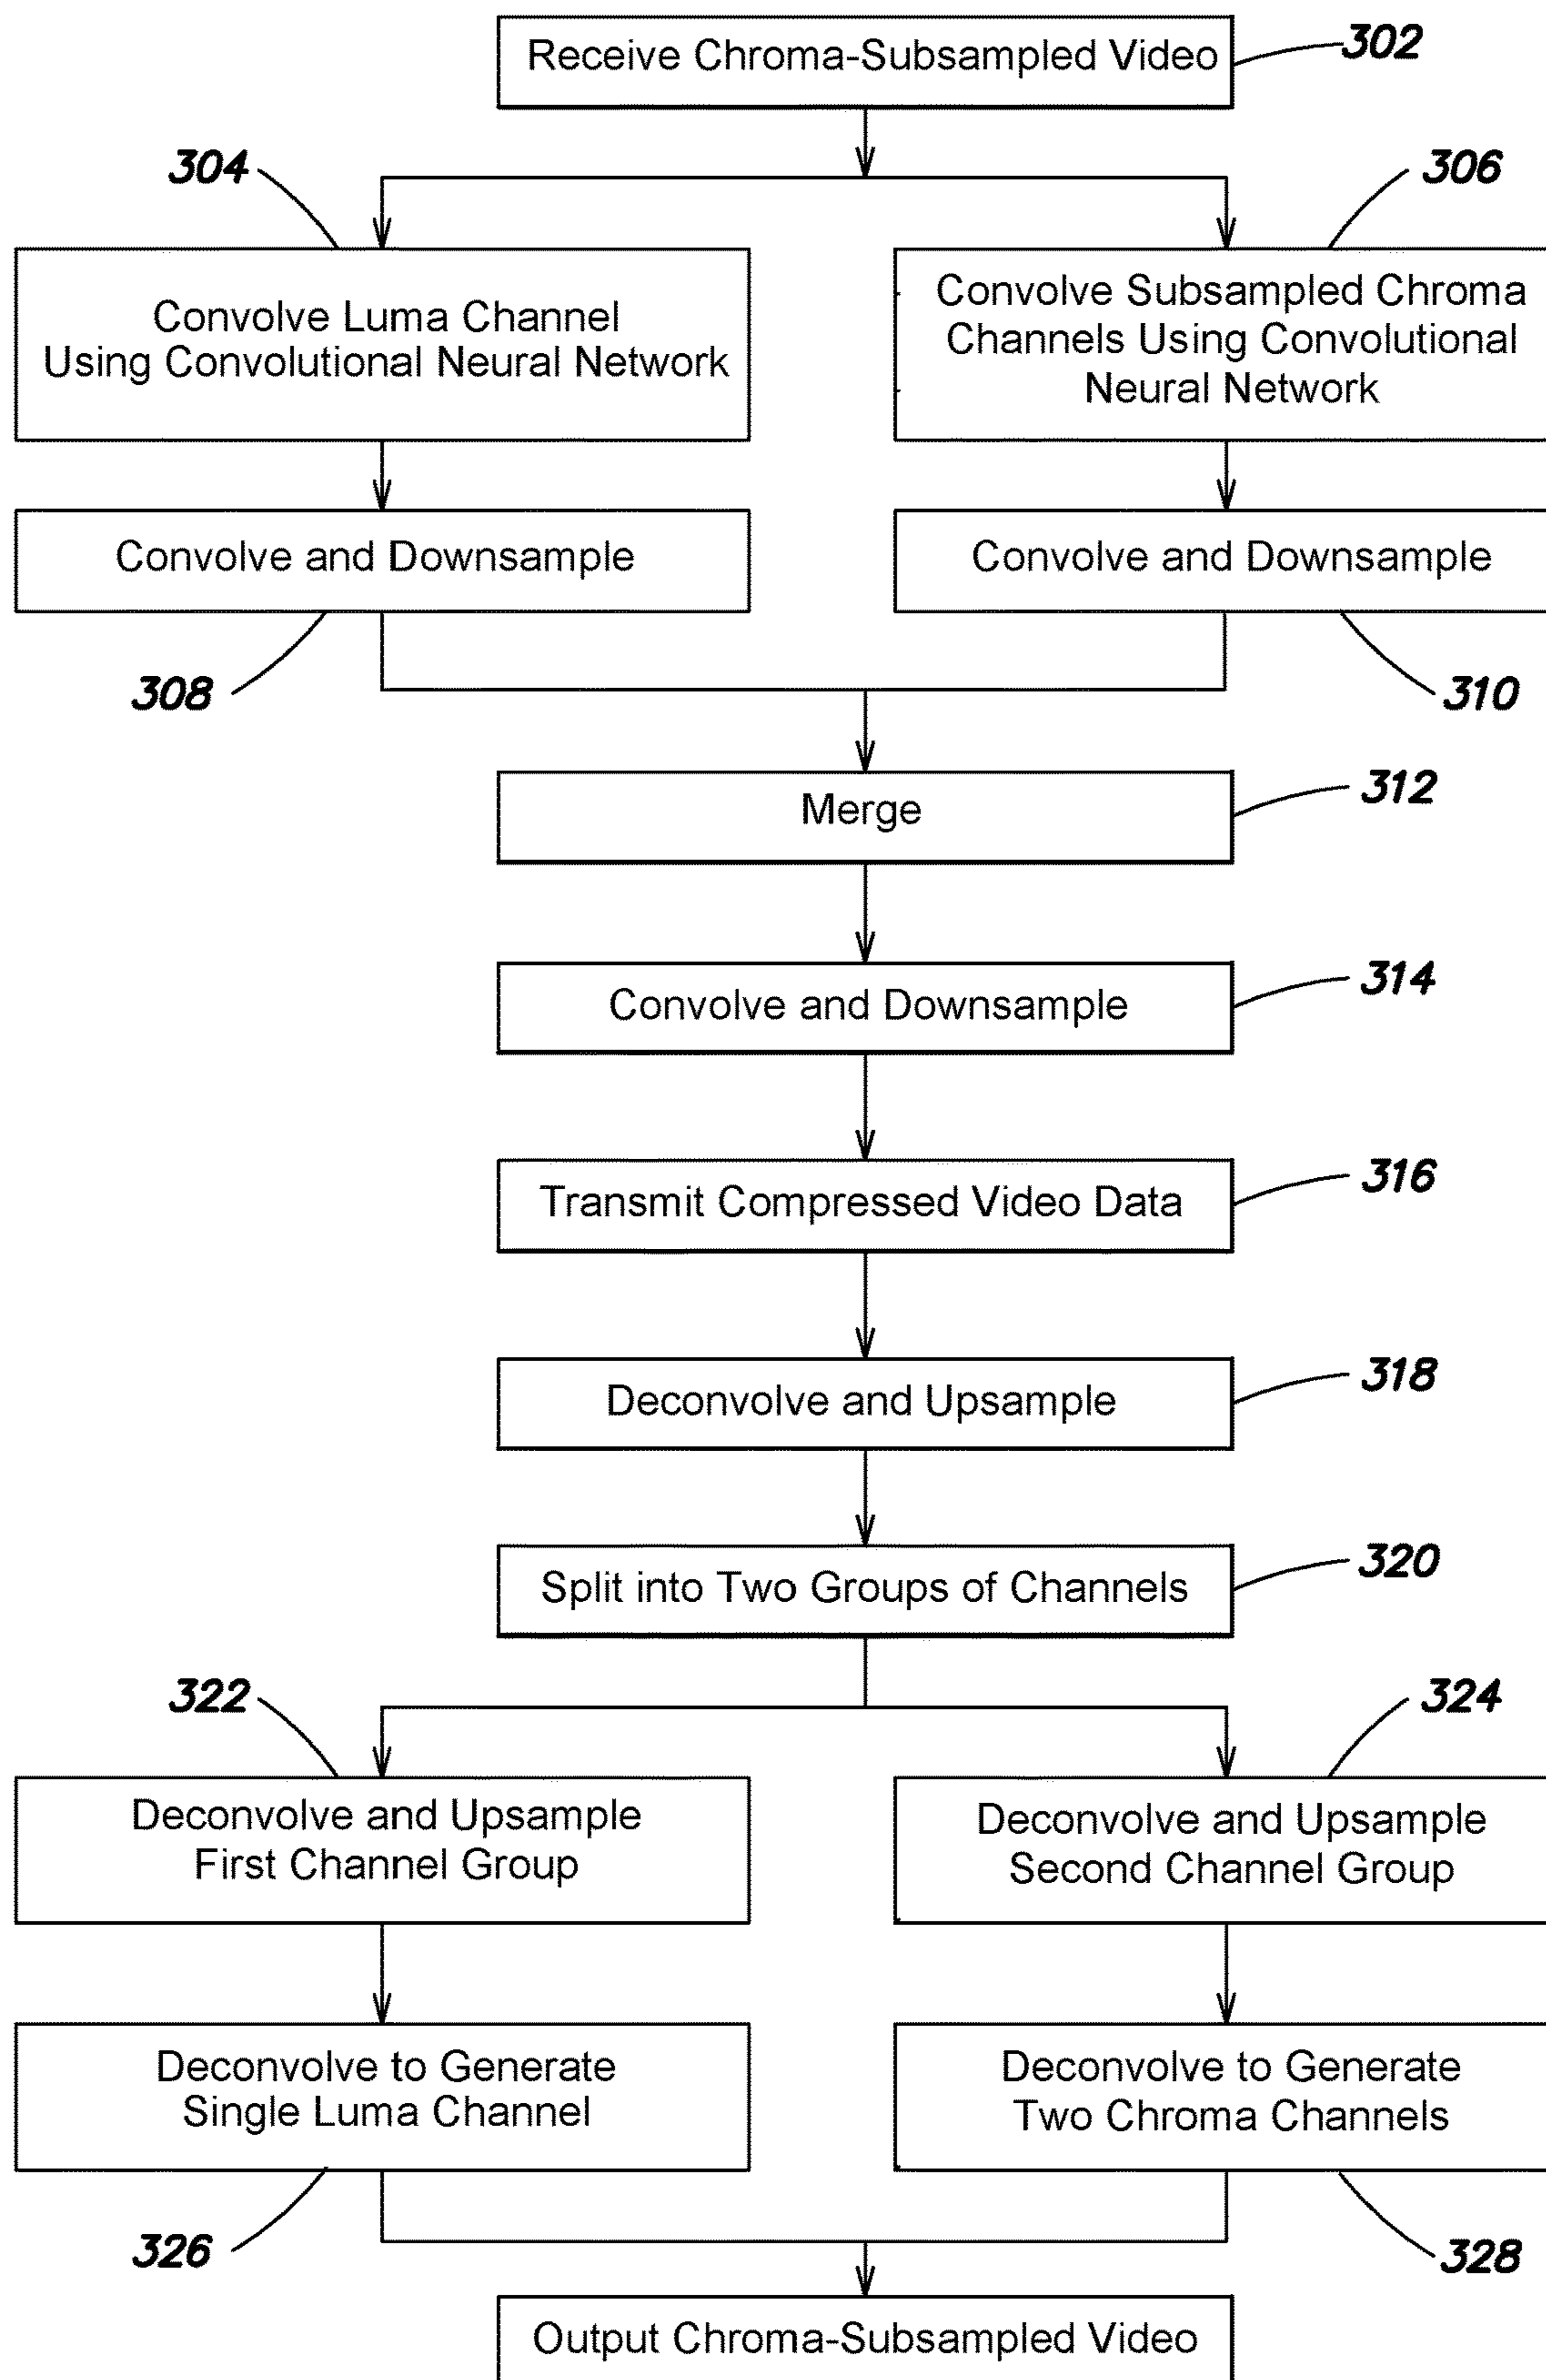 Receive Chroma-Subsampled Video
302
304
306
Convolve Luma Channel
Using Convolutional Neural Network
Convolve Subsampled Chroma
Channels Using Convolutional
Neural Network
Convolve and Downsample
Convolve and Downsample
308
310
Merge
312
Convolve and Downsample
314
Transmit Compressed Video Data
316
Deconvolve and Upsample
318
Split into Two Groups of Channels
320
322
324
Deconvolve and Upsample
First Channel Group
Deconvolve and Upsample
Second Channel Group
Deconvolve to Generate
Single Luma Channel
Deconvolve to Generate
Two Chroma Channels
326
328
Output Chroma-Subsampled Video